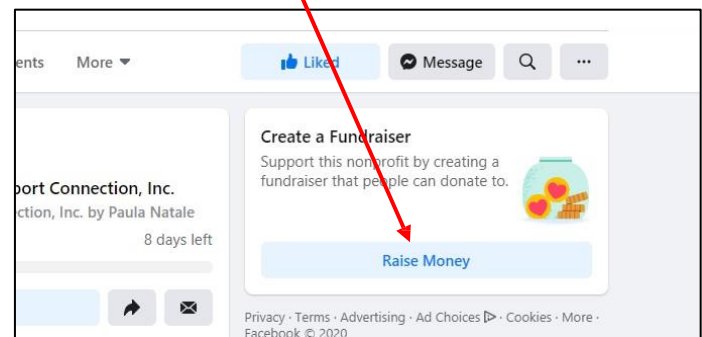 ents More
Liked Message
Create a Fundraiser
Support this nonprofit by creating a
fundraiser that people can donate to.
port Connection, Inc.
ction, Inc. by Paula Natale
8 days left
Raise Money
Privacy · Terms · Advertising · Ad Choices · Cookies · More ·
Facebook © 2020